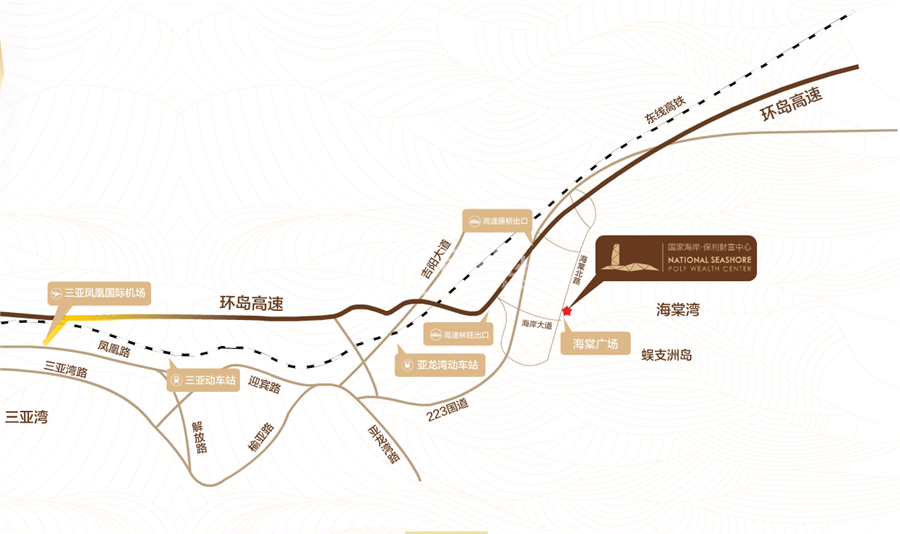 东线高铁
环岛高速
高速藤桥出口
吉阳大道
海棠北路
国家海岸·保利财富中心
NATIONAL SEASHORE
POLY WEALTH CENTER
三亚凤凰国际机场
环岛高速
海棠湾
高速林旺出口
海岸大道
海棠广场
蜈支洲岛
凤凰路
亚龙湾动车站
三亚湾路
三亚动车站
迎宾路
三亚湾
解放路
榆亚路
223国道
亚龙湾路